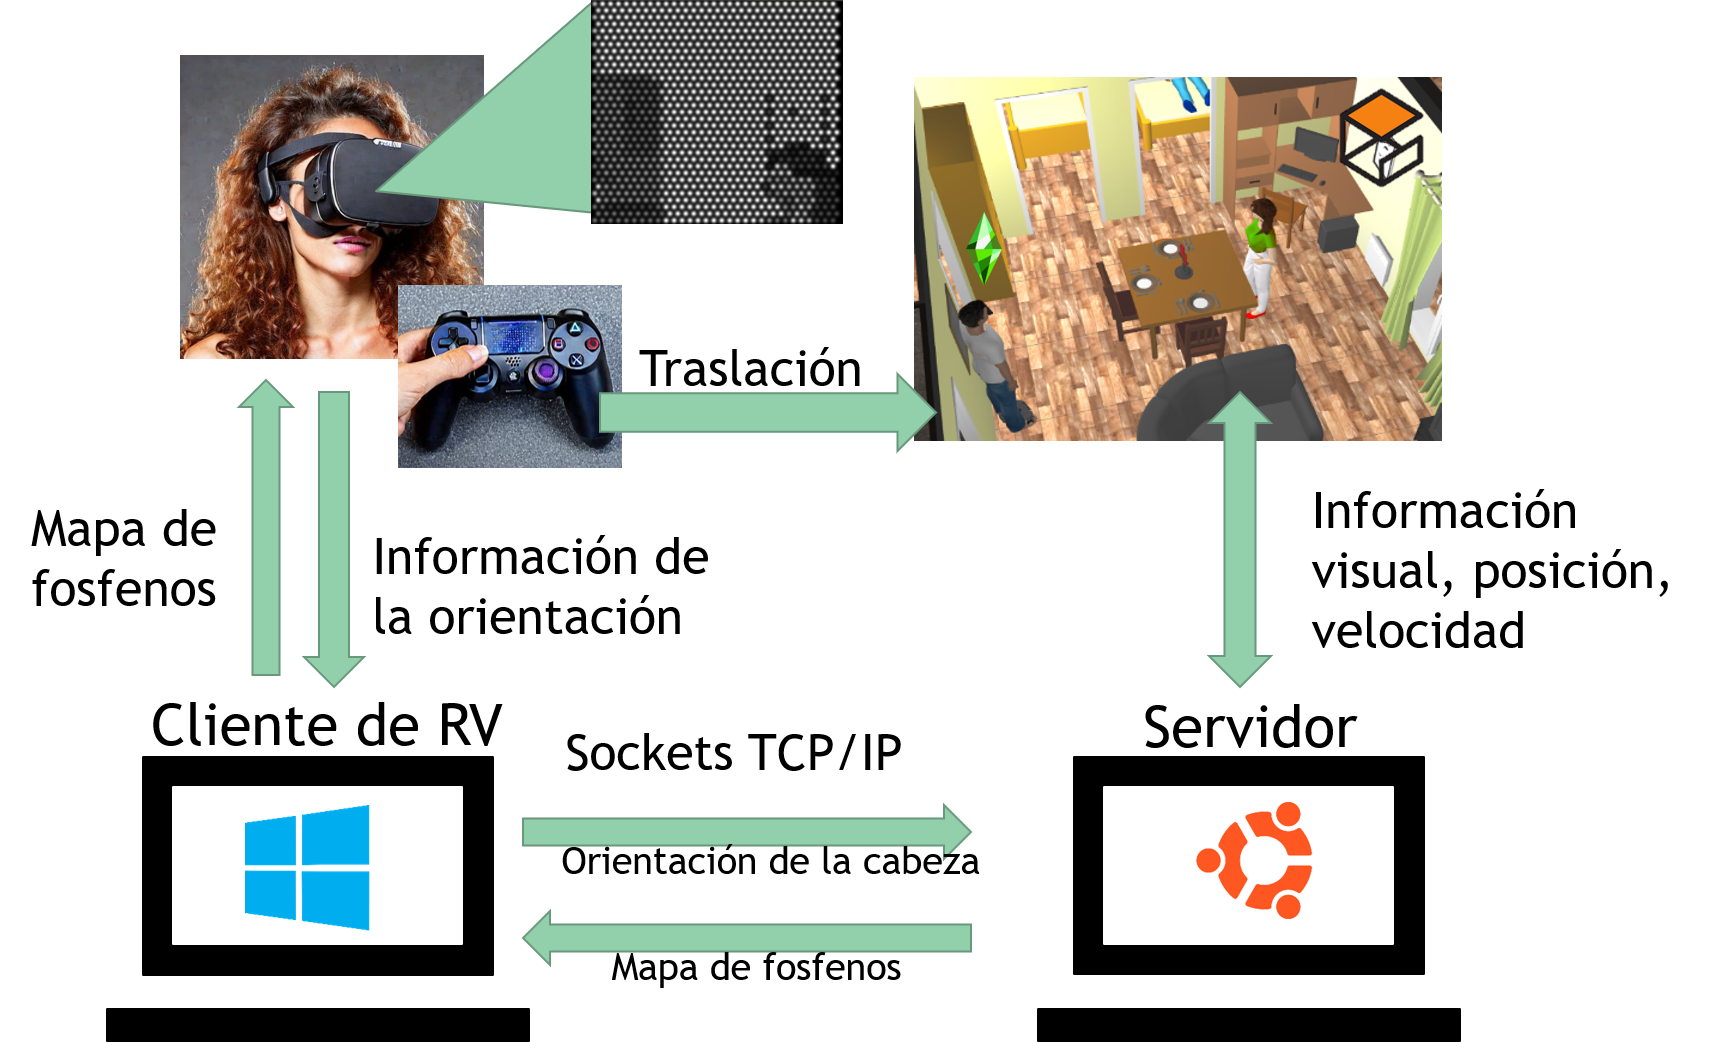 Traslación
Mapa de
fosfenos
Información de
la orientación
Información
visual, posición,
velocidad
Cliente de RV
Servidor
Sockets TCP/IP
Orientación de la cabeza
Mapa de fosfenos